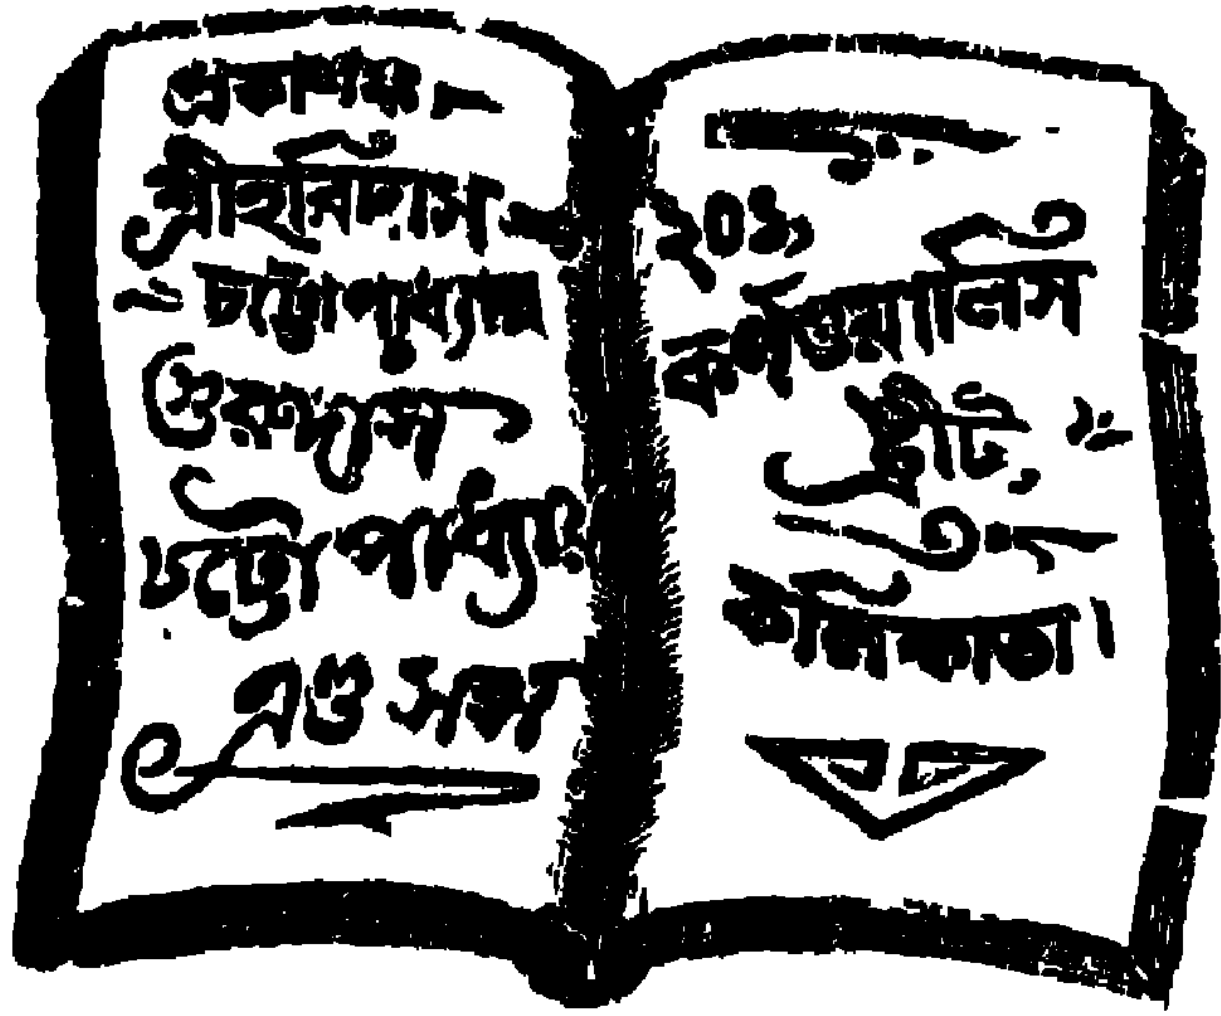 প্রকাশক—
শ্রীহরিদাস
চট্টোপাধ্যায়
গুরুদাস
চট্টোপাধ্যায়
এণ্ড সন্স
২০১,
কর্ণওয়ালিস
ষ্ট্রীট,
কলিকাতা।